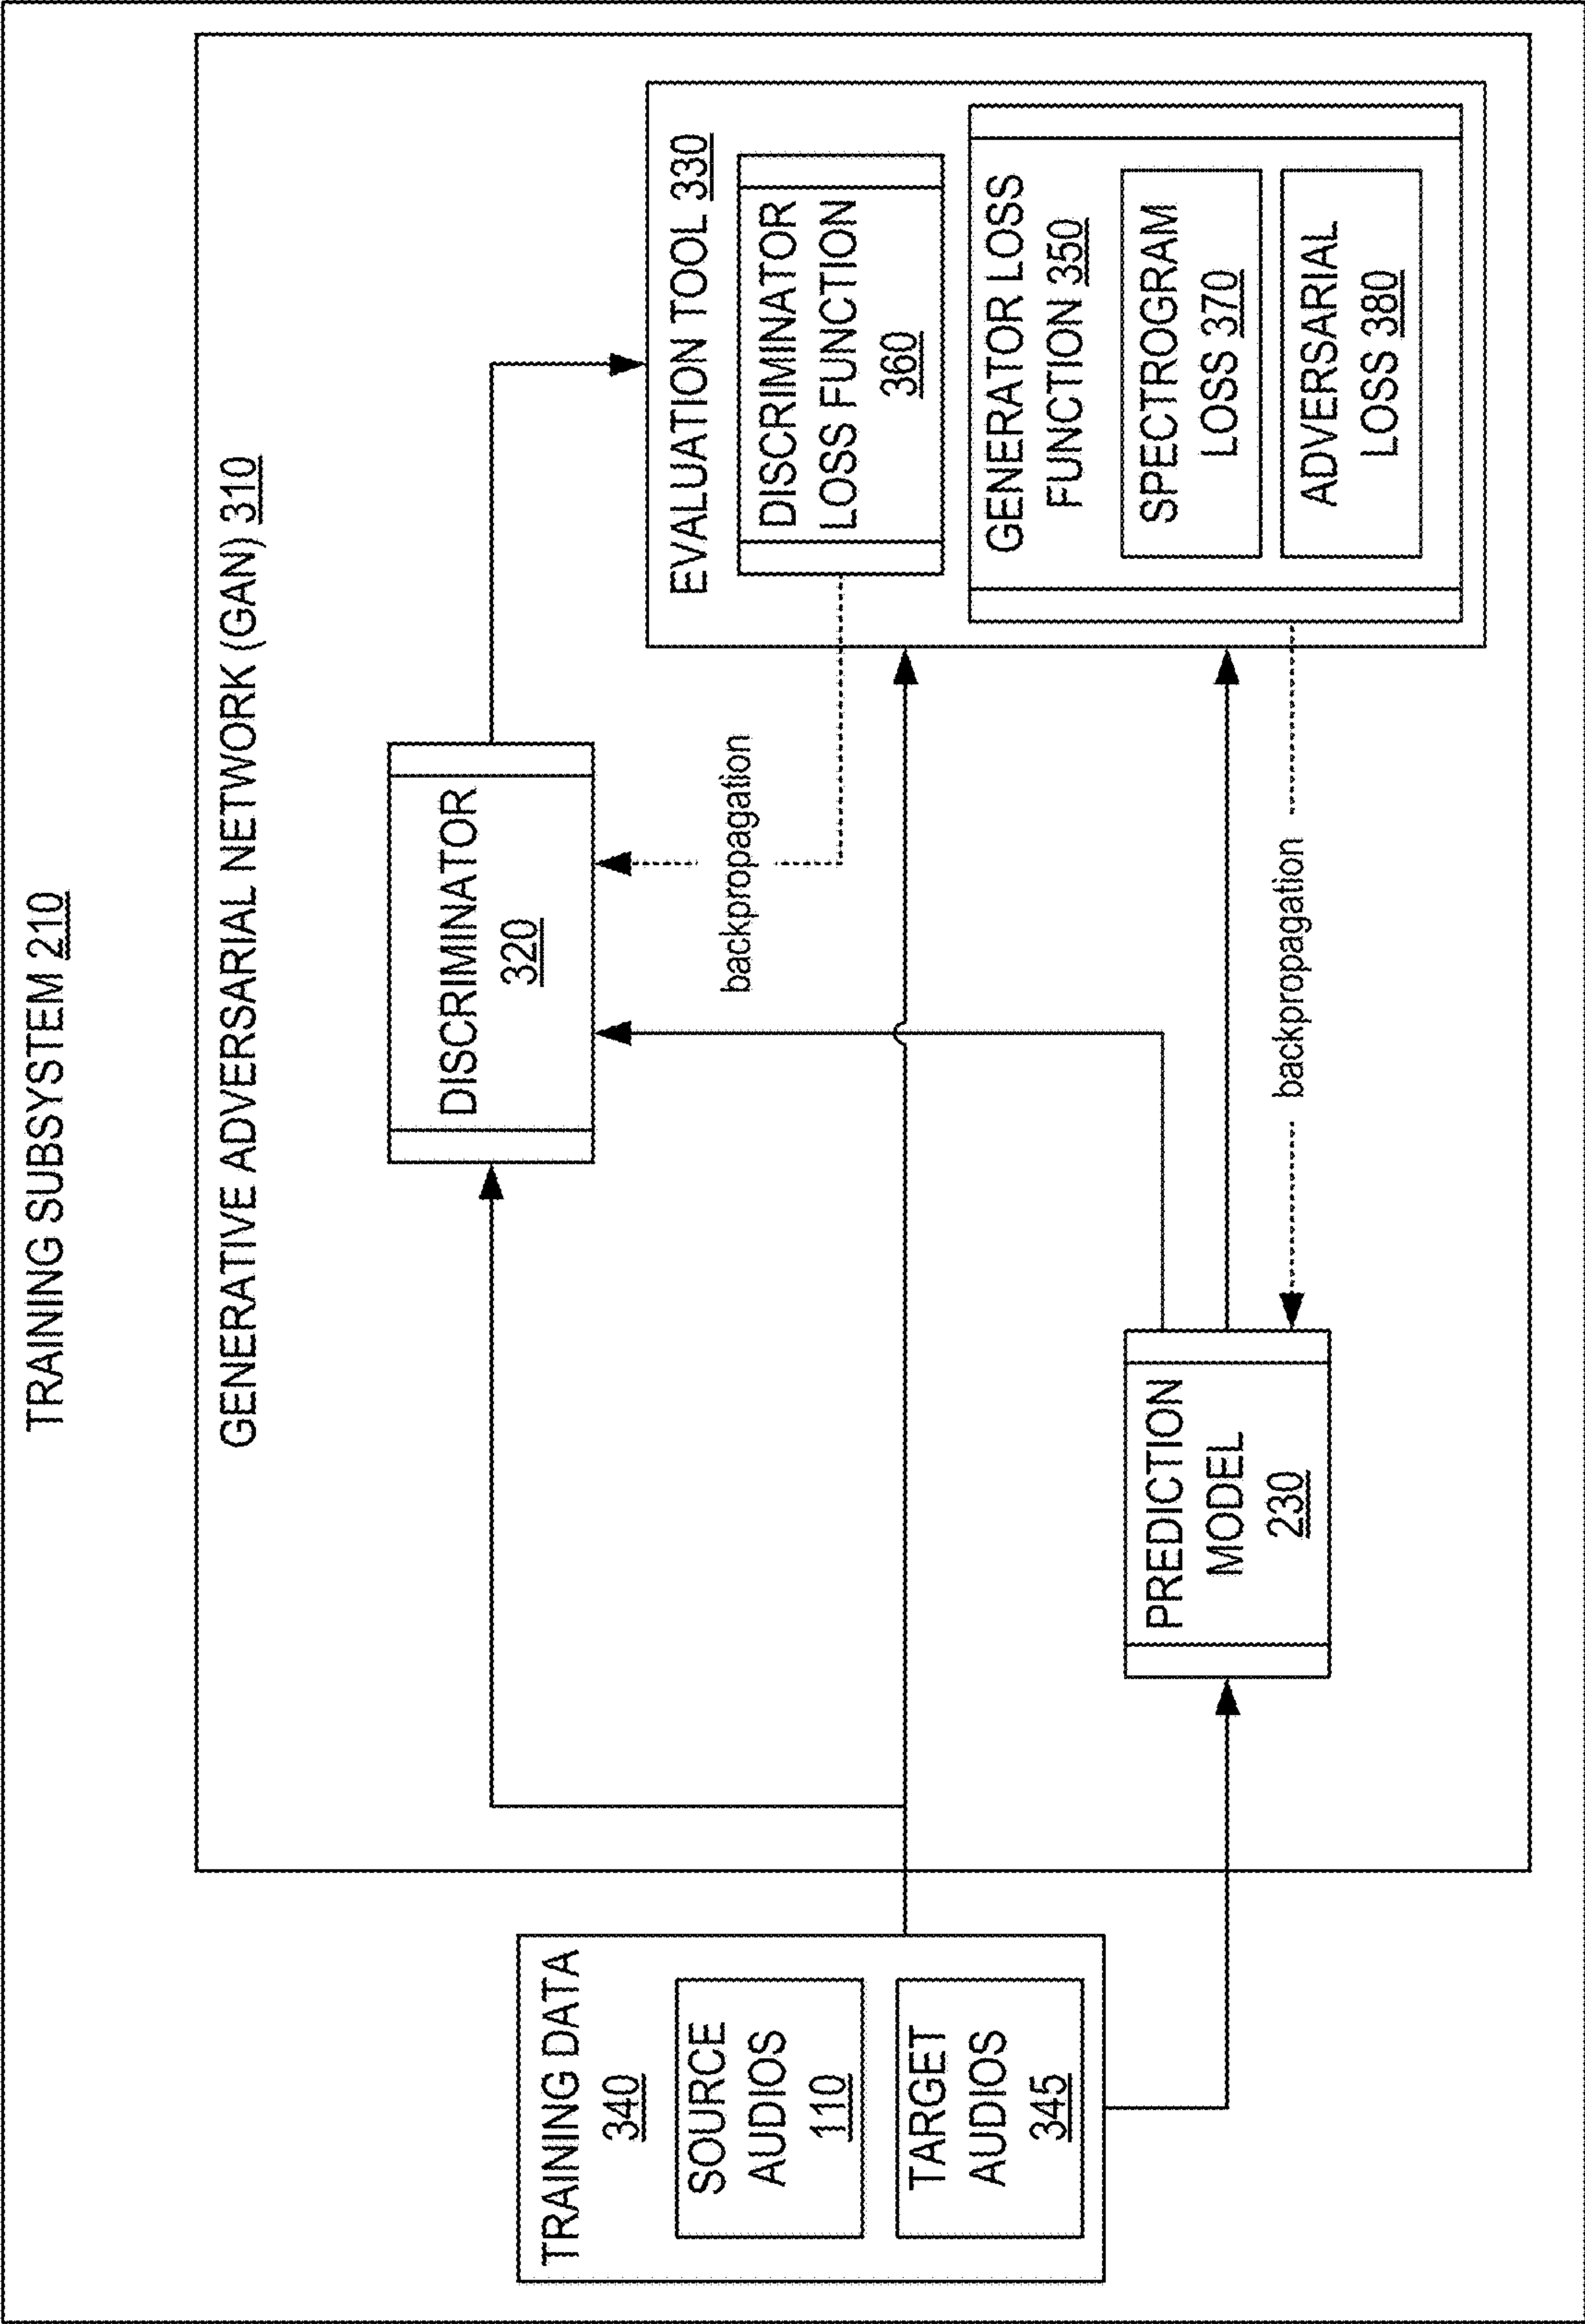 TRAINING SUBSYSTEM 210
GENERATIVE ADVERSARIAL NETWORK (GAN) 310
TRAINING DATA
340
SOURCE
AUDIOS
110
TARGET
AUDIOS
345
DISCRIMINATOR
320
backpropagation
PREDICTION
MODEL
230
backpropagation
EVALUATION TOOL 330
DISCRIMINATOR
LOSS FUNCTION
360
GENERATOR LOSS
FUNCTION 350
SPECTROGRAM
LOSS 370
ADVERSARIAL
LOSS 380